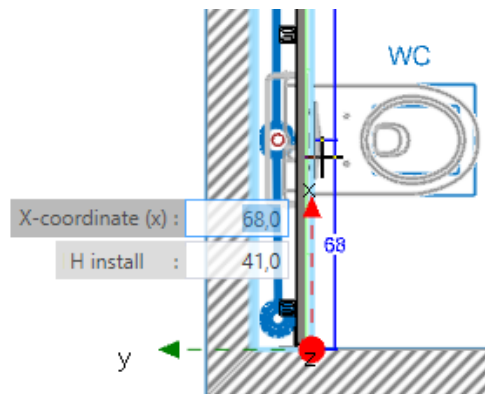 WC
x
X-coordinate (x) : 68,0
H install : 41,0
68
y
z